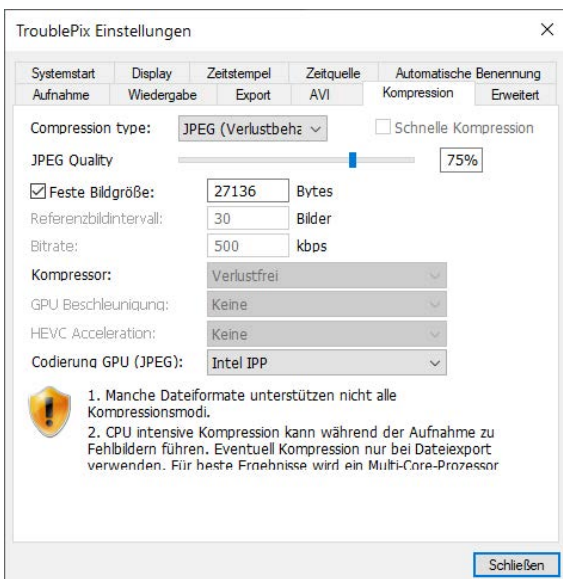 TroublePix Einstellungen
Systemstart Display Zeitstempel Zeitquelle Automatische Benennung
Aufnahme Wiedergabe Export AVI Kompression Erweitert
Compression type: JPEG (Verlustbeha Schnelle Kompression
JPEG Quality 75%
Feste Bildgröße: 27136 Bytes
Referenzbildintervall: 30 Bilder
Bitrate: 500 kbps
Kompressor: Verlustfrei
GPU Beschleunigung: Keine
HEVC Acceleration: Keine
Codierung GPU (JPEG): Intel IPP
1. Manche Dateiformate unterstützen nicht alle
Kompressionsmodi.
2. CPU intensive Kompression kann während der Aufnahme zu
Fehlbildern führen. Eventuell Kompression nur bei Dateiexport
verwenden. Für beste Ergebnisse wird ein Multi-Core-Prozessor
Schließen